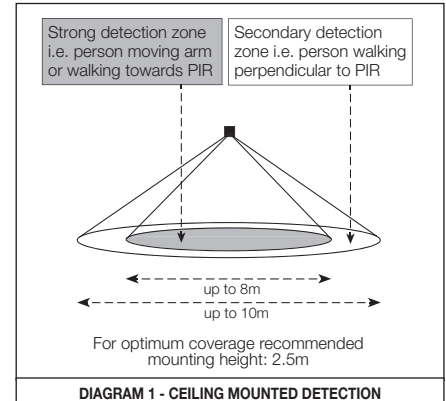 Strong detection zone
i.e. person moving arm
or walking towards PIR
Secondary detection
zone i.e. person walking
perpendicular to PIR
up to 8m
up to 10m
For optimum coverage recommended
mounting height: 2.5m
DIAGRAM 1 - CEILING MOUNTED DETECTION